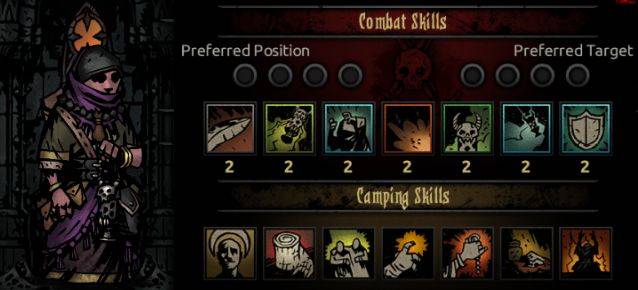 Combat Skills
Preferred Position Preferred Target
2 2 2 2 2 2 2
Camping Skills